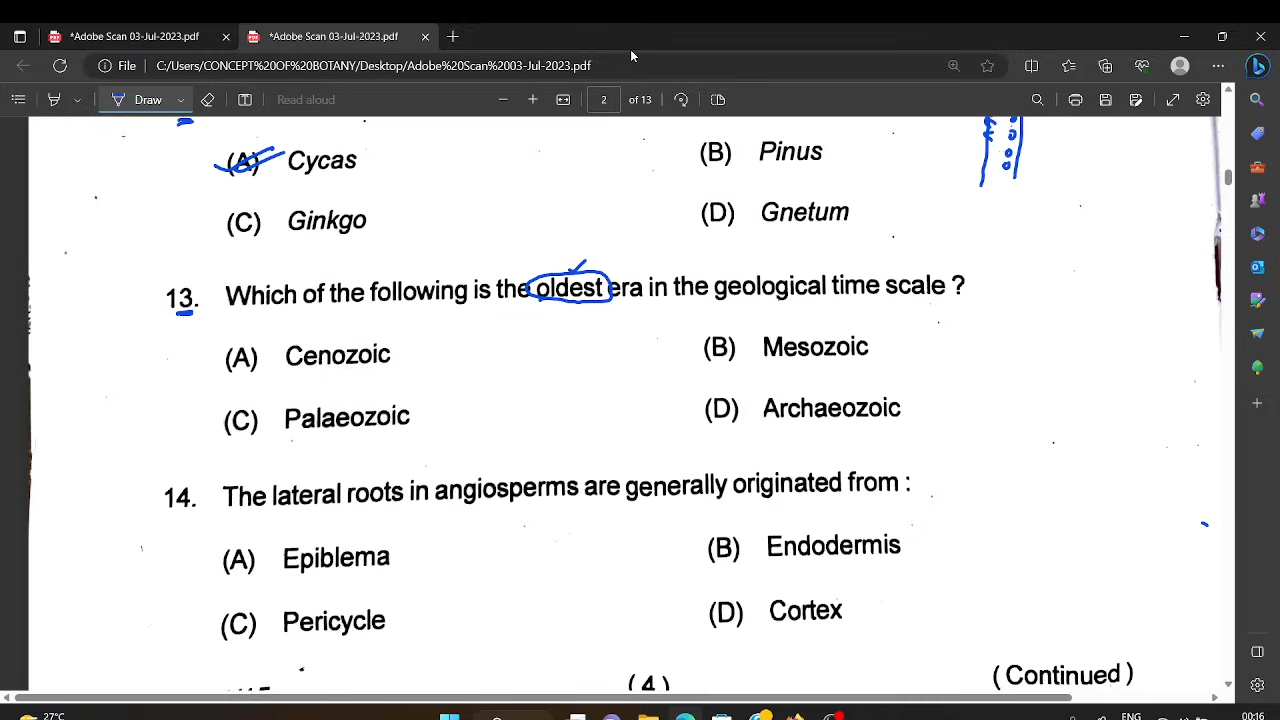 *Adobe Scan 03-Jul-2023.pdf
*Adobe Scan 03-Jul-2023.pdf
File
C:/Users/CONCEPT%20OF%20BOTANY/Desktop/Adobe%20Scan%2003-Jul-2023.pdf
Draw
Read aloud
2 of 13
(A) Cycas
(B) Pinus
(C) Ginkgo
(D) Gnetum
13. Which of the following is the oldest era in the geological time scale ?
(A) Cenozoic
(B) Mesozoic
(C) Palaeozoic
(D) Archaeozoic
14. The lateral roots in angiosperms are generally originated from :
(A) Epiblema
(B) Endodermis
(C) Pericycle
(D) Cortex
(4)
(Continued)
27°C
00:16